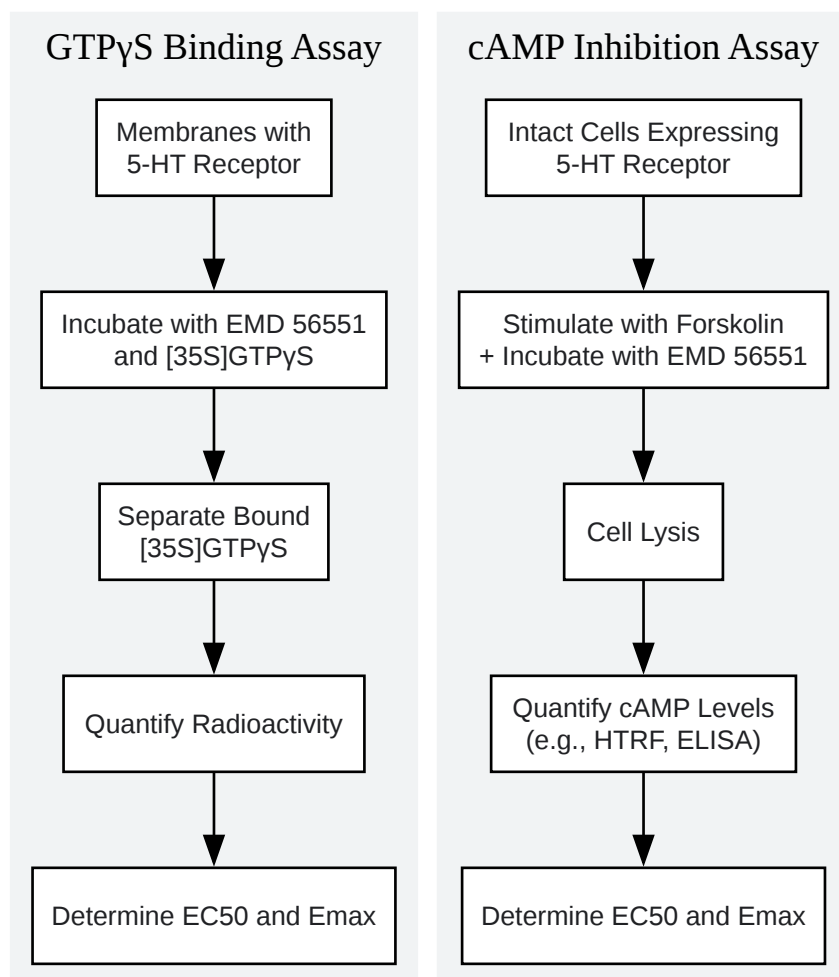 GTPγS Binding Assay
Membranes with
5-HT Receptor
Incubate with EMD 56551
and [35S]GTPγS
Separate Bound
[35S]GTPγS
Quantify Radioactivity
Determine EC50 and Emax
cAMP Inhibition Assay
Intact Cells Expressing
5-HT Receptor
Stimulate with Forskolin
+ Incubate with EMD 56551
Cell Lysis
Quantify cAMP Levels
(e.g., HTRF, ELISA)
Determine EC50 and Emax